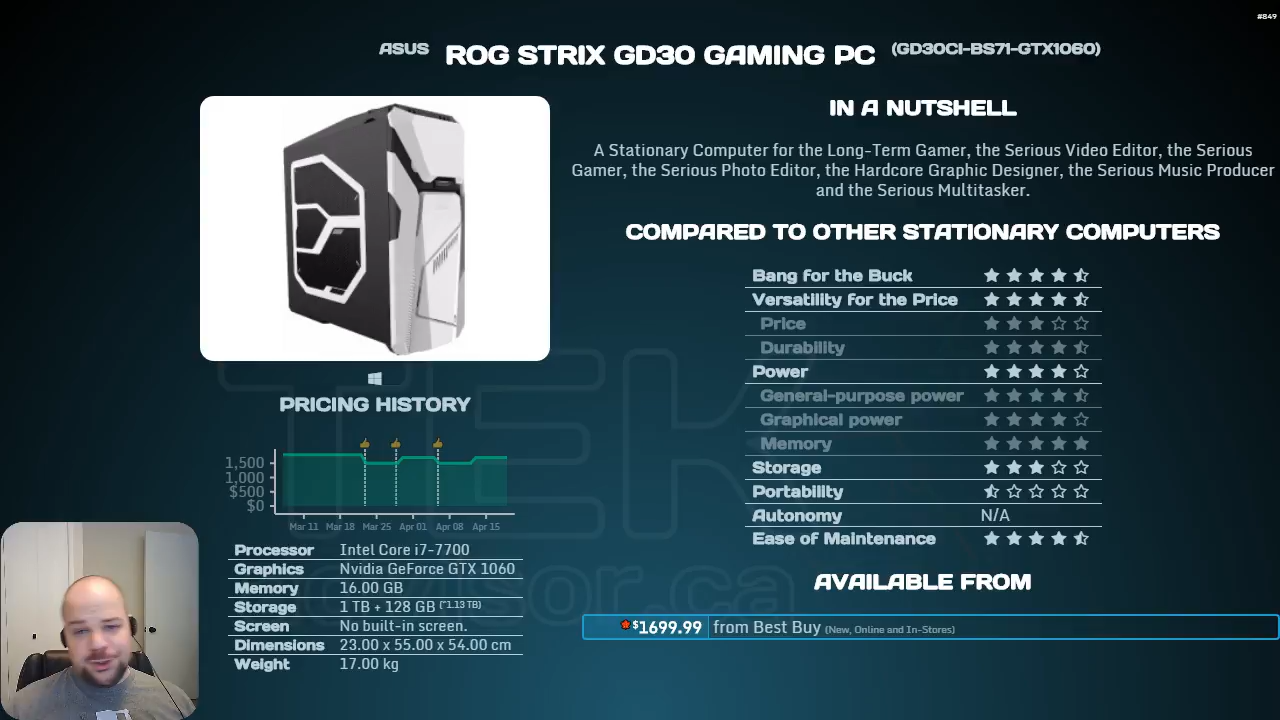 #849
ASUS ROG STRIX GD30 GAMING PC (GD30CI-BS71-GTX1060)
IN A NUTSHELL
A Stationary Computer for the Long-Term Gamer, the Serious Video Editor, the Serious
Gamer, the Serious Photo Editor, the Hardcore Graphic Designer, the Serious Music Producer
and the Serious Multitasker.
COMPARED TO OTHER STATIONARY COMPUTERS
Bang for the Buck
Versatility for the Price
Price
Durability
Power
General-purpose power
Graphical power
Memory
Storage
Portability
Autonomy N/A
Ease of Maintenance
PRICING HISTORY
1,500
1,000
$500
$0
Mar 11 Mar 18 Mar 25 Apr 01 Apr 08 Apr 15
Processor Intel Core i7-7700
Graphics Nvidia GeForce GTX 1060
Memory 16.00 GB
Storage 1 TB + 128 GB (~1.13 TB)
Screen No built-in screen.
Dimensions 23.00 x 55.00 x 54.00 cm
Weight 17.00 kg
AVAILABLE FROM
$1699.99 from Best Buy (New, Online and In-Stores)